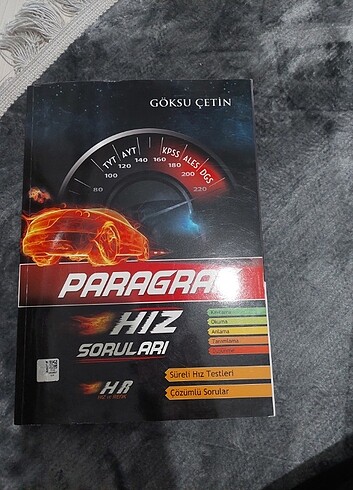 GÖKSU ÇETİN
TYT
AYT
KPSS
ALES
DGS
80
100
120
140
160
180
200
220
PARAGRAF
HIZ
SORULARI
Kavrama
Okuma
Anlama
Tanımlama
HR
HIZ ve RENK
Süreli Hız Testleri
Çözümlü Sorular